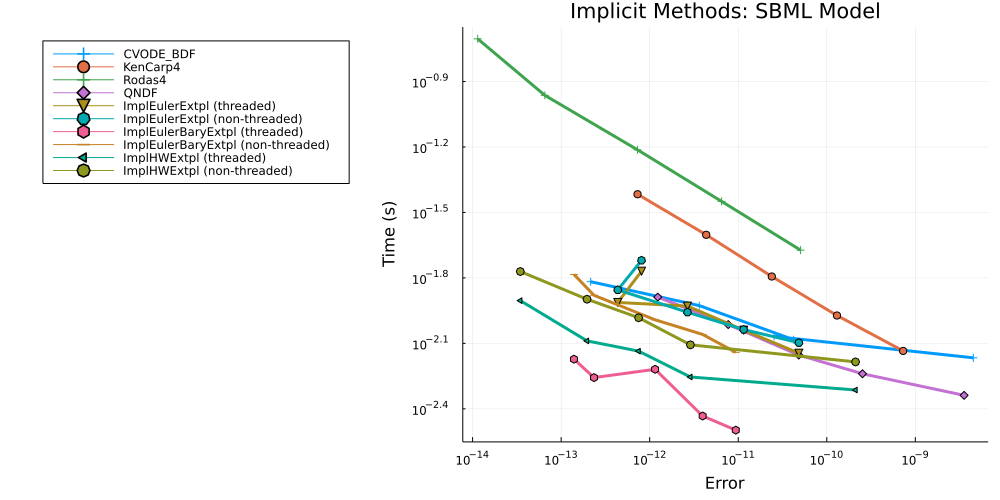 Implicit Methods: SBML Model
CVODE_BDF
KenCarp4
Rodas4
QNDF
ImplEulerExtpl (threaded)
ImplEulerExtpl (non-threaded)
ImplEulerBaryExtpl (threaded)
ImplEulerBaryExtpl (non-threaded)
ImplHWExtpl (threaded)
ImplHWExtpl (non-threaded)
Time (s)
10⁻⁰·⁹
10⁻¹·²
10⁻¹·⁵
10⁻¹·⁸
10⁻²·¹
10⁻²·⁴
10⁻¹⁴ 10⁻¹³ 10⁻¹² 10⁻¹¹ 10⁻¹⁰ 10⁻⁹
Error